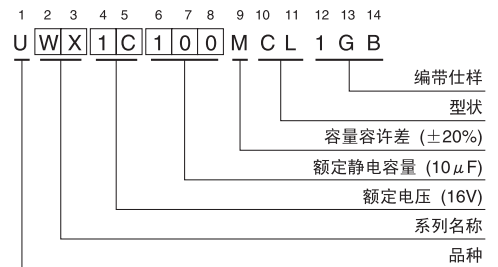 1 2 3 4 5 6 7 8 9 10 11 12 13 14
U W X 1 C 1 0 0 M C L 1 G B
编带仕样
型状
容量容许差 (±20%)
额定静电容量 (10μF)
额定电压 (16V)
系列名称
品种